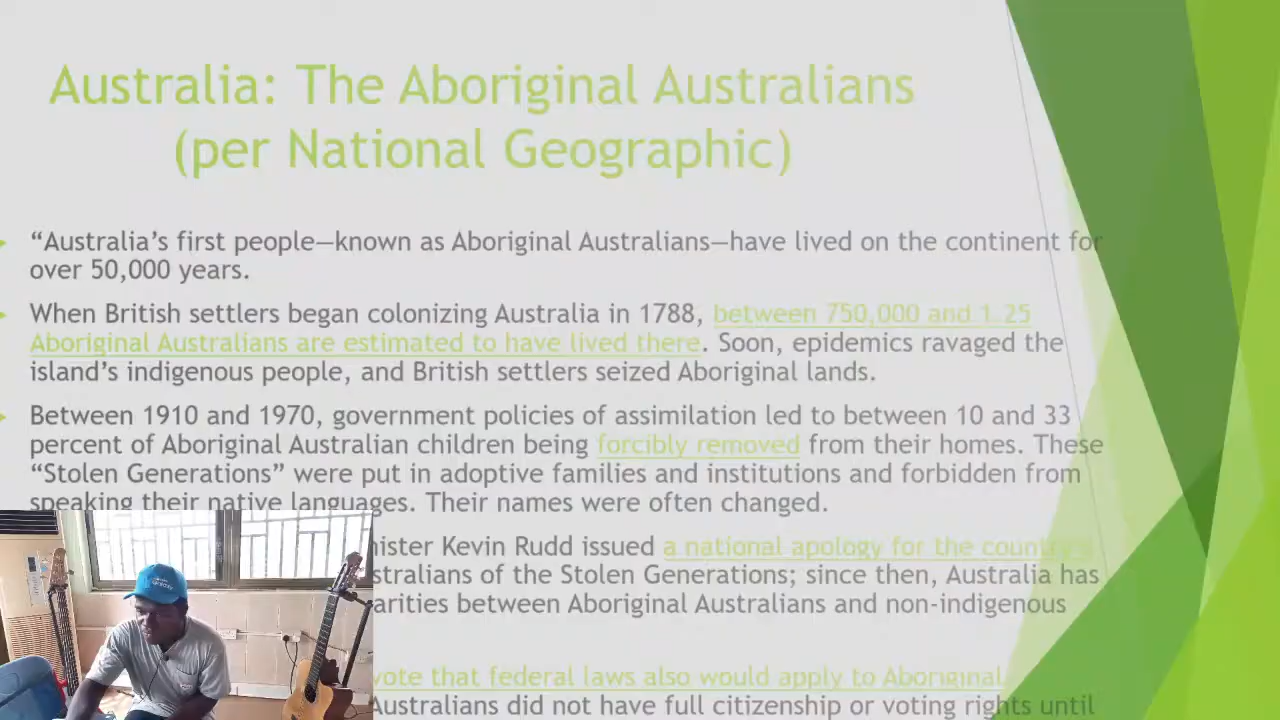 Australia: The Aboriginal Australians
(per National Geographic)
“Australia’s first people—known as Aboriginal Australians—have lived on the continent for
over 50,000 years.
When British settlers began colonizing Australia in 1788, between 750,000 and 1.25
Aboriginal Australians are estimated to have lived there. Soon, epidemics ravaged the
island’s indigenous people, and British settlers seized Aboriginal lands.
Between 1910 and 1970, government policies of assimilation led to between 10 and 33
percent of Aboriginal Australian children being forcibly removed from their homes. These
“Stolen Generations” were put in adoptive families and institutions and forbidden from
speaking their native languages. Their names were often changed.
Kevin Rudd issued a national apology for the country’s
of the Stolen Generations; since then, Australia has
between Aboriginal Australians and non-indigenous
vote that federal laws also would apply to Aboriginal
Australians did not have full citizenship or voting rights until